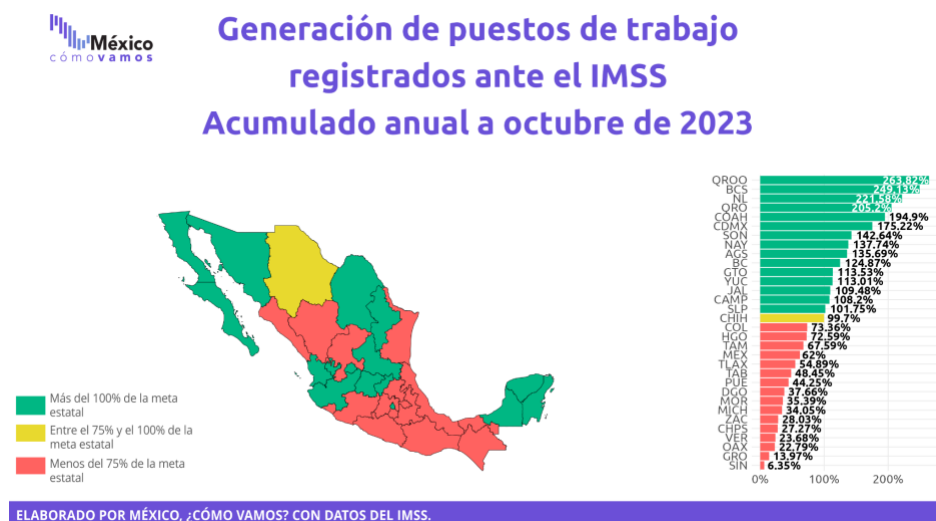 México
cómovamos
Generación de puestos de trabajo
registrados ante el IMSS
Acumulado anual a octubre de 2023
QROO 263.82%
BCS 249.13%
NL 221.58%
QRO 205.2%
COAH 194.9%
CDMX 175.22%
SON 142.64%
NAY 137.74%
AGS 135.69%
BC 124.87%
GTO 113.53%
YUC 113.01%
JAL 109.48%
CAMP 108.2%
SLP 101.75%
CHIH 99.7%
COL 73.36%
HGO 72.59%
TAM 67.59%
MEX 62%
TLAX 54.89%
TAB 48.45%
PUE 44.25%
DGO 37.66%
MOR 35.39%
MICH 34.05%
ZAC 28.03%
CHPS 27.27%
VER 23.68%
OAX 22.79%
GRO 13.97%
SIN 6.35%
0% 100% 200%
Más del 100% de la meta
estatal
Entre el 75% y el 100% de la
meta estatal
Menos del 75% de la meta
estatal
ELABORADO POR MÉXICO, ¿CÓMO VAMOS? CON DATOS DEL IMSS.